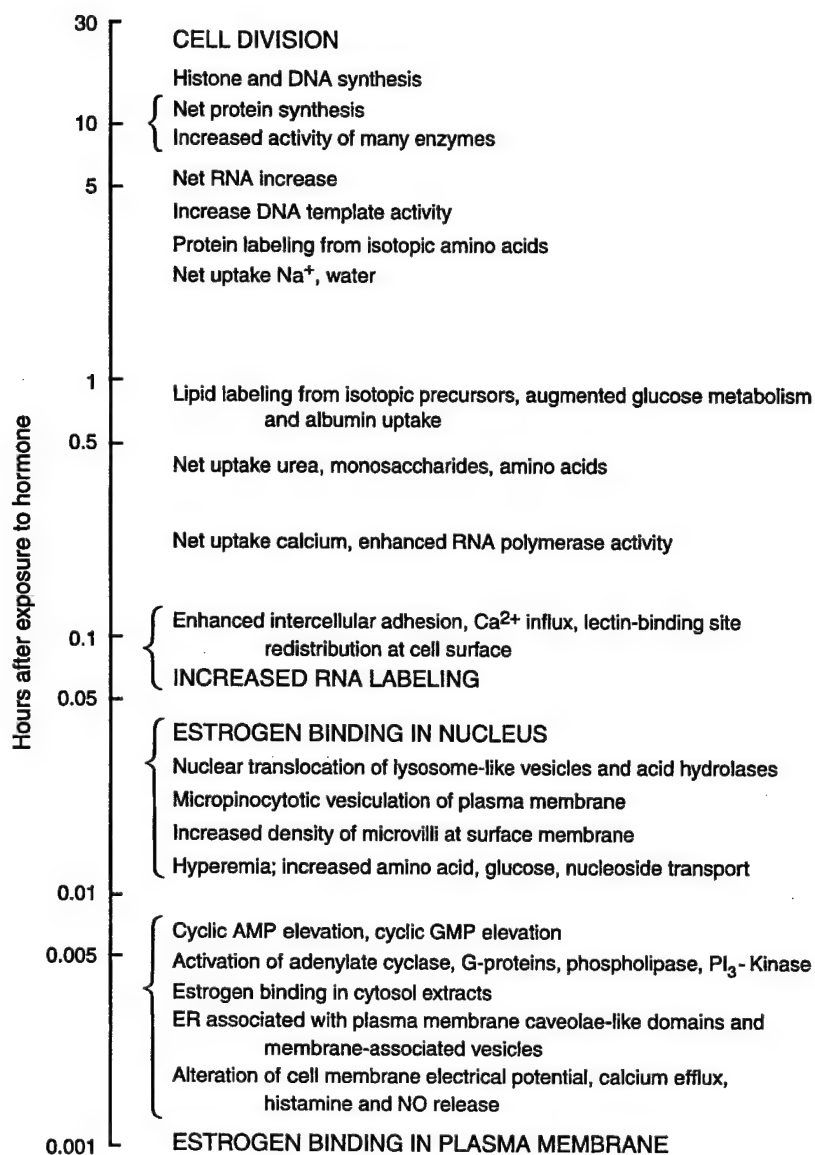 30
CELL DIVISION
Histone and DNA synthesis
Net protein synthesis
10
Increased activity of many enzymes
Net RNA increase
5
Increase DNA template activity
Protein labeling from isotopic amino acids
Net uptake Na+, water
1
Lipid labeling from isotopic precursors, augmented glucose metabolism
and albumin uptake
0.5
Net uptake urea, monosaccharides, amino acids
Hours after exposure to hormone
Net uptake calcium, enhanced RNA polymerase activity
Enhanced intercellular adhesion, Ca2+ influx, lectin-binding site
0.1
redistribution at cell surface
INCREASED RNA LABELING
0.05
ESTROGEN BINDING IN NUCLEUS
Nuclear translocation of lysosome-like vesicles and acid hydrolases
Micropinocytotic vesiculation of plasma membrane
Increased density of microvilli at surface membrane
Hyperemia; increased amino acid, glucose, nucleoside transport
0.01
Cyclic AMP elevation, cyclic GMP elevation
0.005
Activation of adenylate cyclase, G-proteins, phospholipase, PI3- Kinase
Estrogen binding in cytosol extracts
ER associated with plasma membrane caveolae-like domains and
membrane-associated vesicles
Alteration of cell membrane electrical potential, calcium efflux,
histamine and NO release
0.001
ESTROGEN BINDING IN PLASMA MEMBRANE